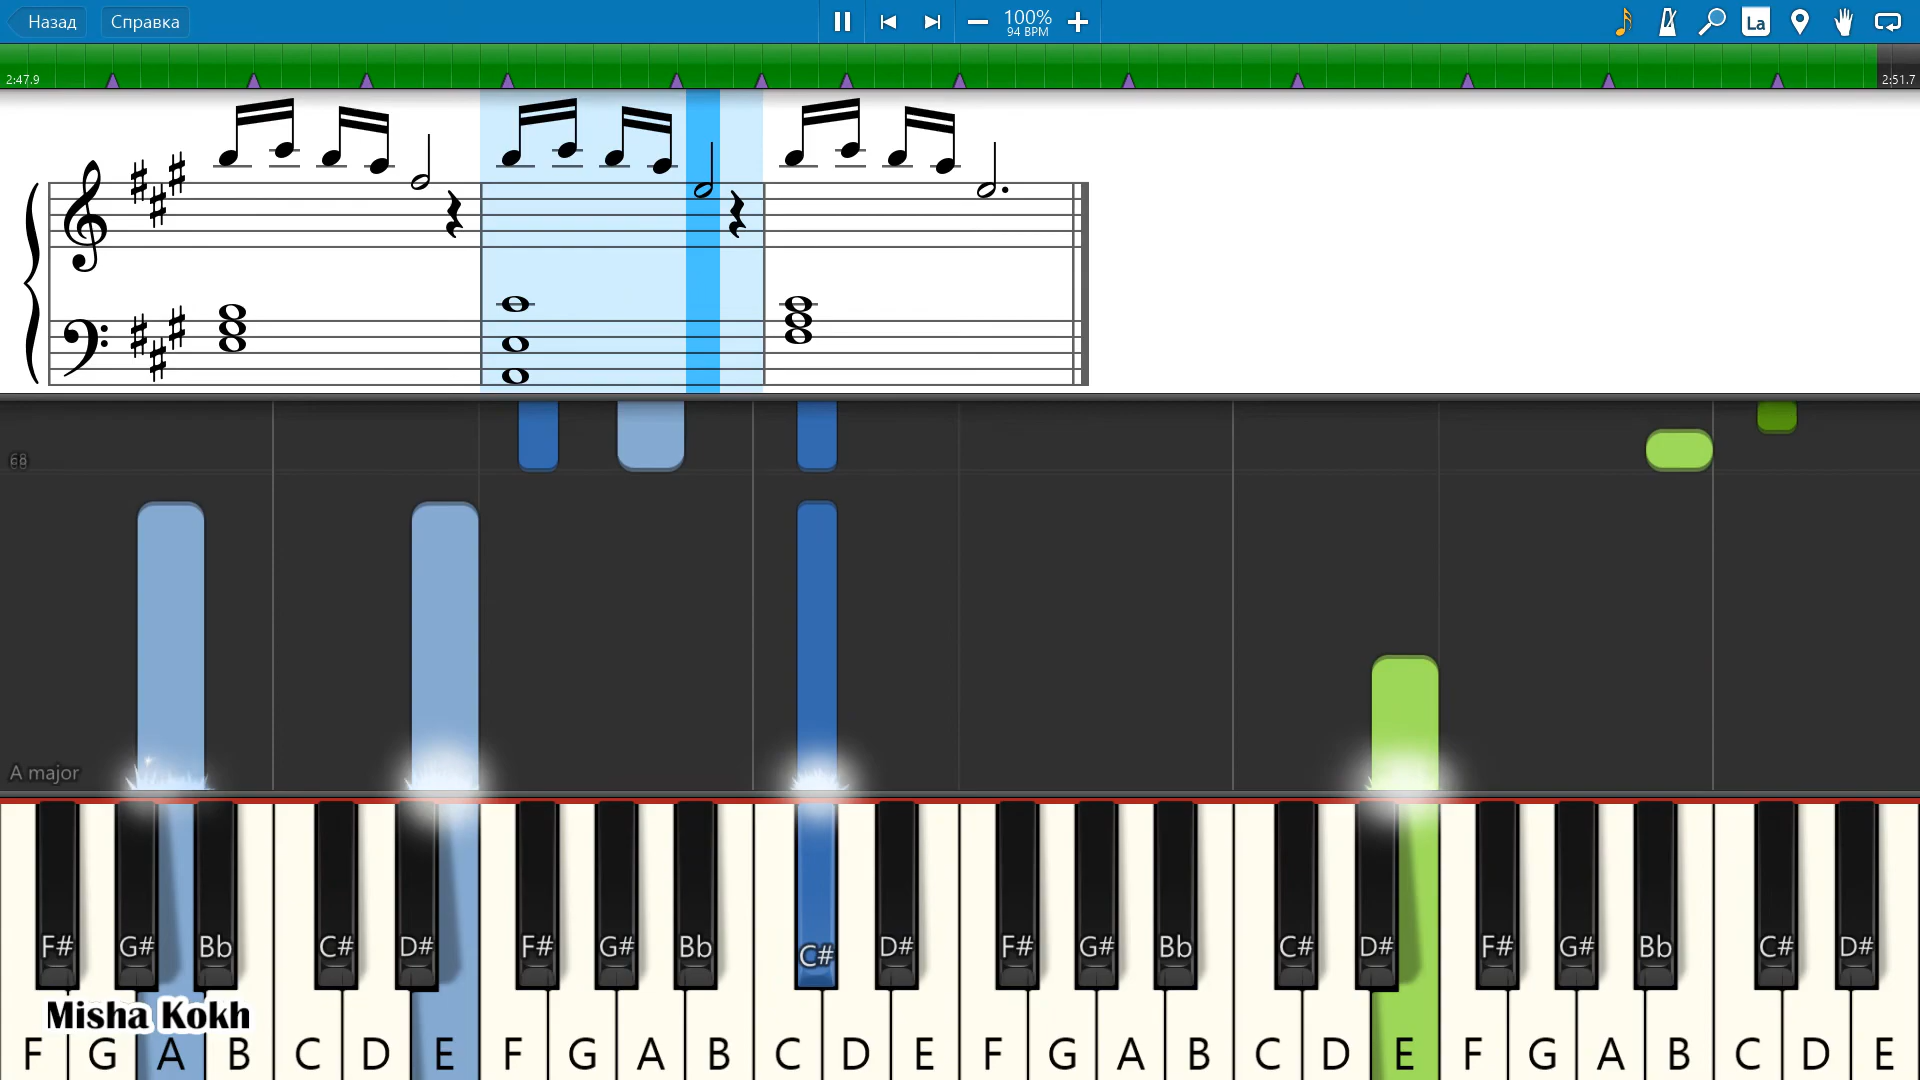 Назад Справка 100% La
94 BPM
2:47.9 2:51.7
68
A major
F# G# Bb C# D# F# G# Bb C# D# F# G# Bb C# D# F# G# Bb C# D#
Misha Kokh
F G A B C D E F G A B C D E F G A B C D E F G A B C D E